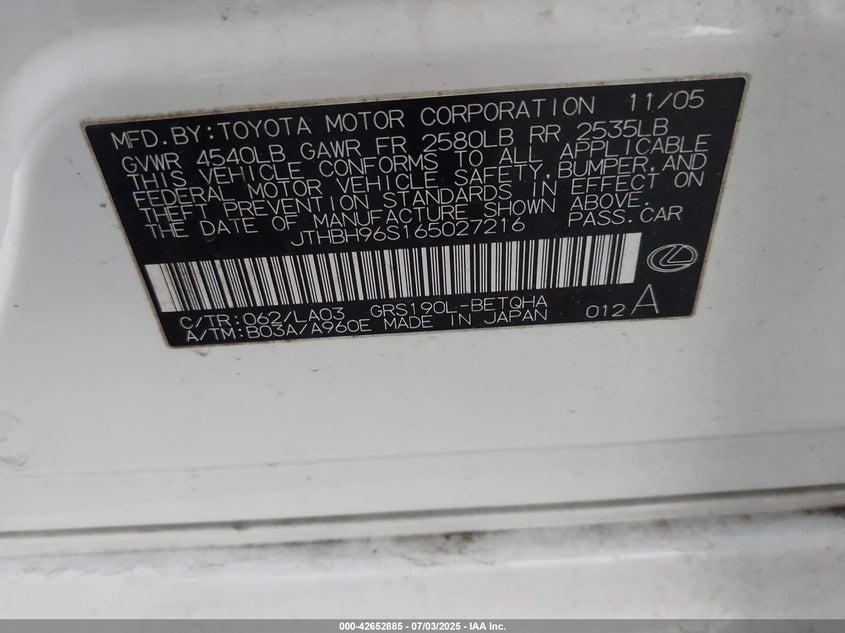 MFD.BY:TOYOTA MOTOR CORPORATION 11/05
GVWR 4540LB GAWR FR 2580LB RR 2535LB
THIS VEHICLE CONFORMS TO ALL APPLICABLE
FEDERAL MOTOR VEHICLE SAFETY,BUMPER,AND
THEFT PREVENTION STANDARDS IN EFFECT ON
THE DATE OF MANUFACTURE SHOWN ABOVE.
JTHBH96S165027216 PASS.CAR
C/TR:062/LA03 GRS190L-BETQHA
A/TM:B03A/A960E MADE IN JAPAN 012 A
000-42652885 - 07/03/2025 - IAA Inc.